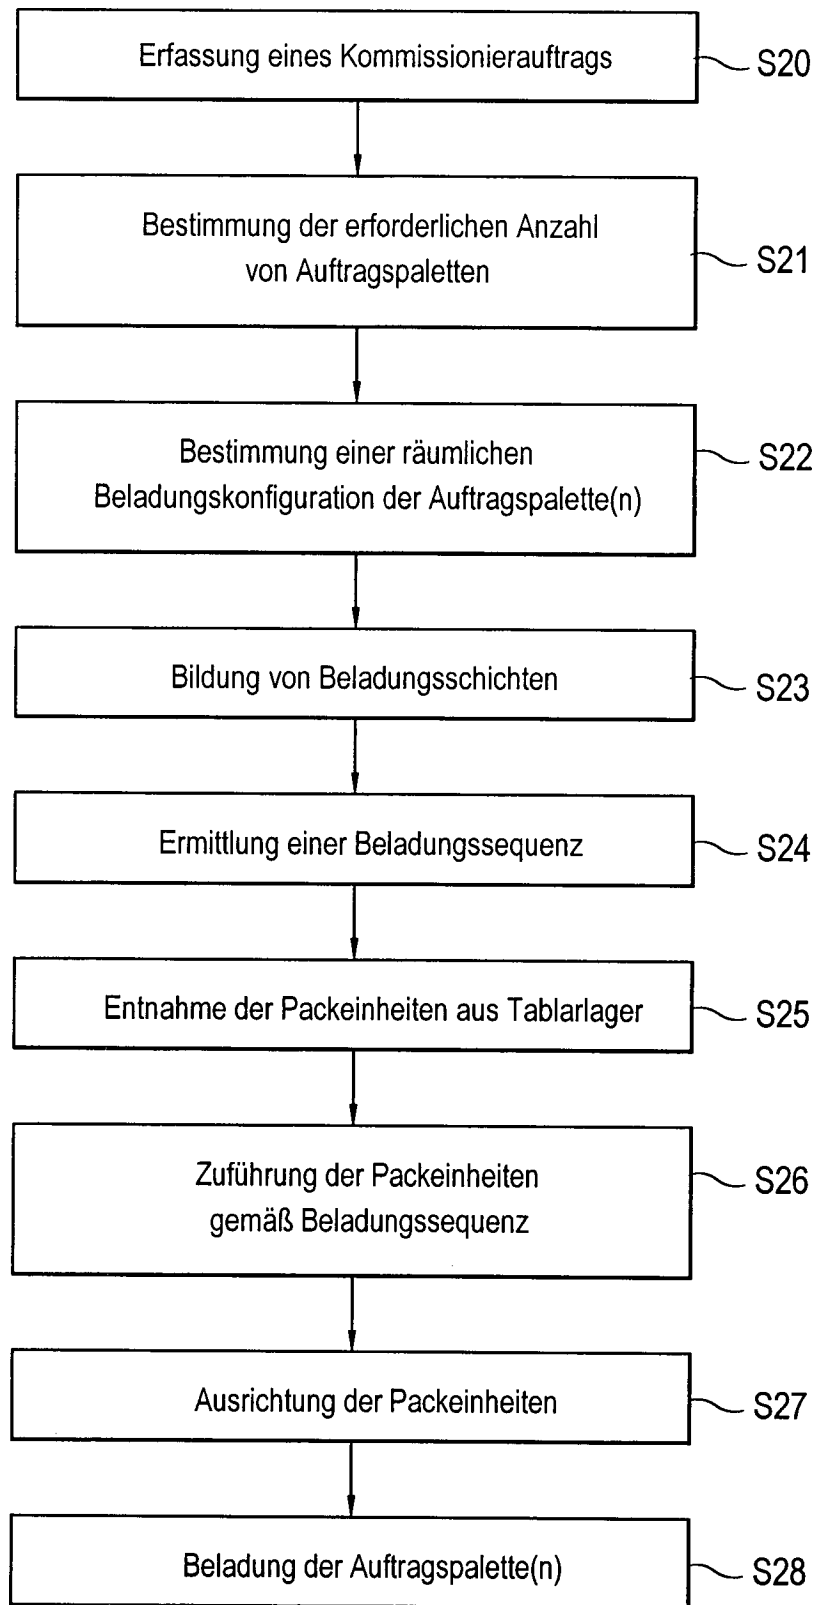 Erfassung eines Kommissionierauftrags
S20
Bestimmung der erforderlichen Anzahl
von Auftragspaletten
S21
Bestimmung einer räumlichen
Beladungskonfiguration der Auftragspalette(n)
S22
Bildung von Beladungsschichten
S23
Ermittlung einer Beladungssequenz
S24
Entnahme der Packeinheiten aus Tablarlager
S25
Zuführung der Packeinheiten
gemäß Beladungssequenz
S26
Ausrichtung der Packeinheiten
S27
Beladung der Auftragspalette(n)
S28